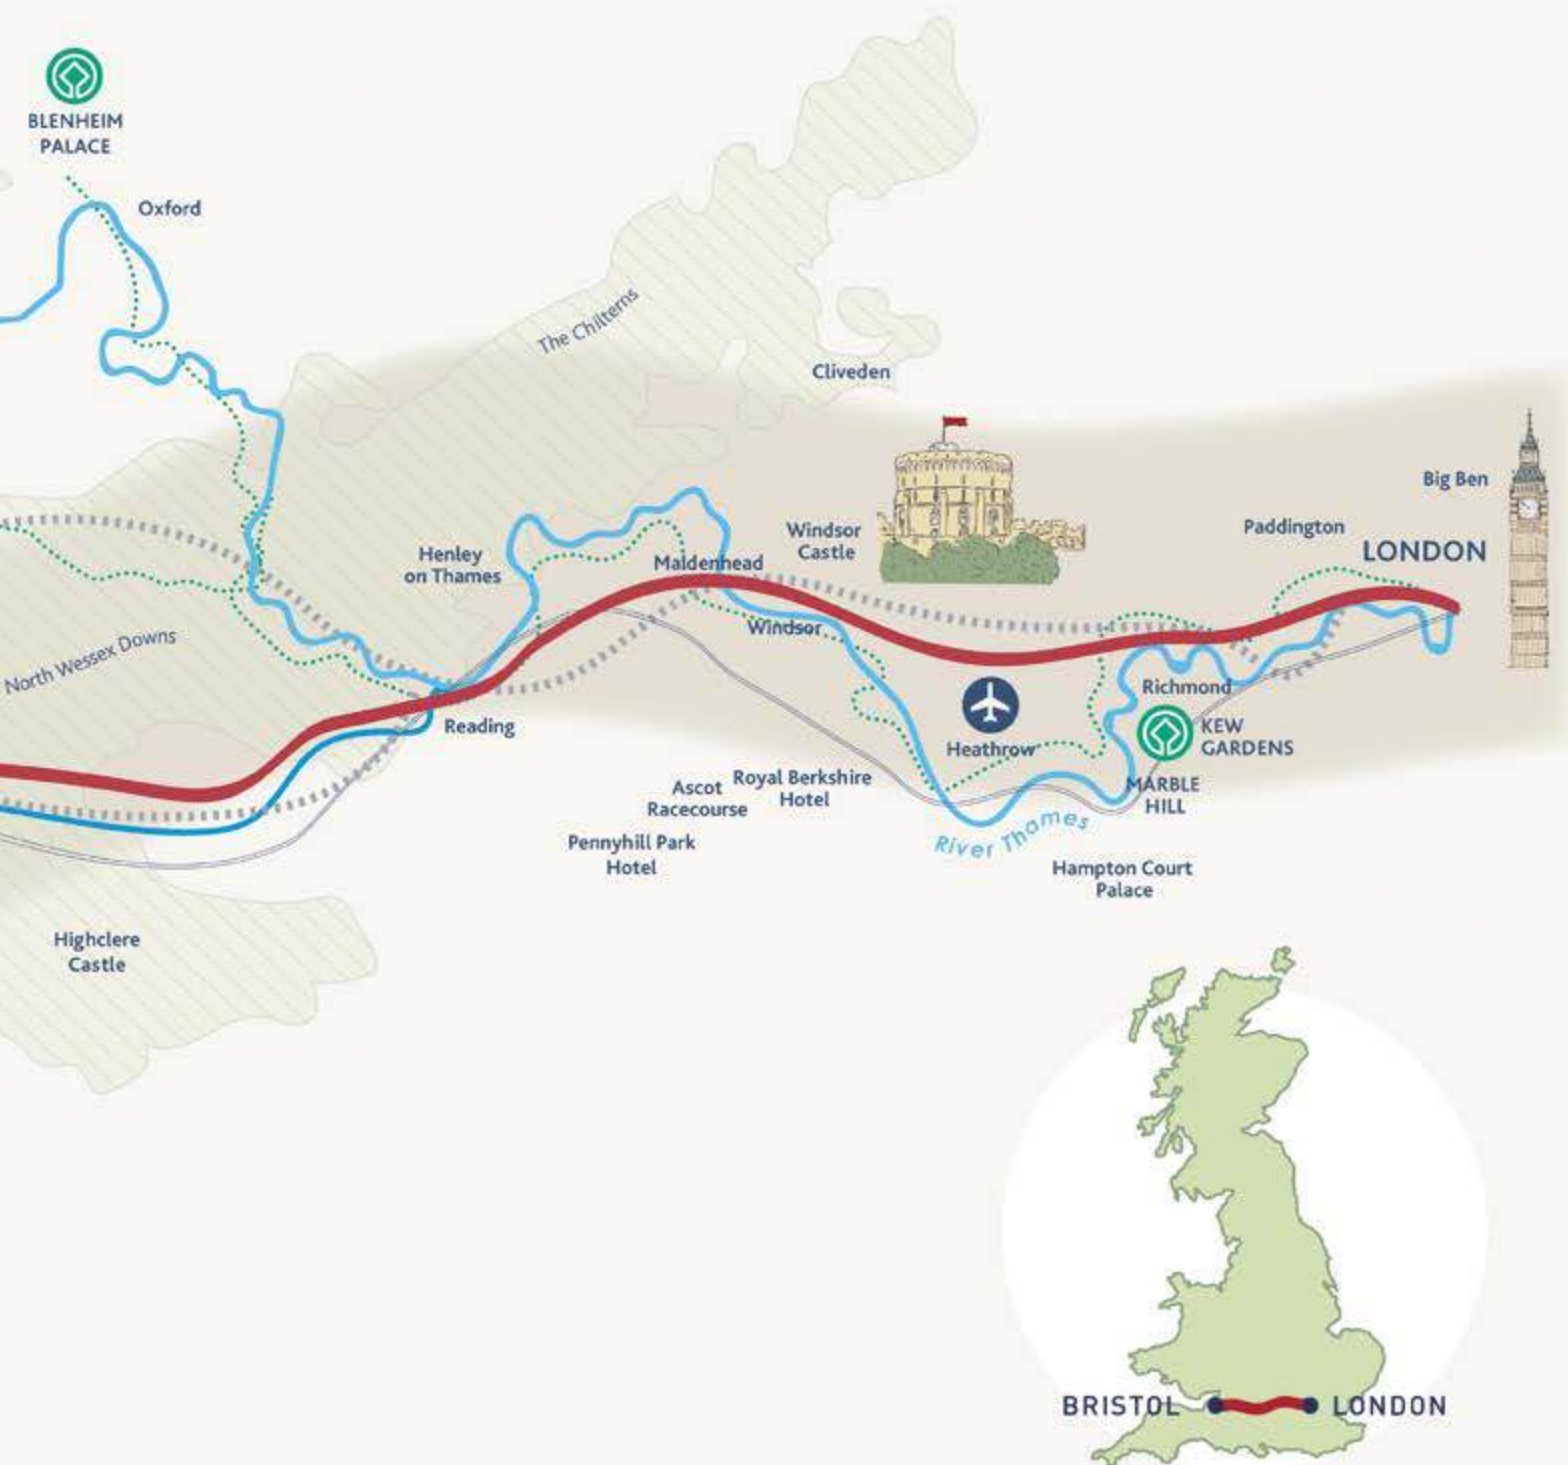 BLENHEIM
PALACE
Oxford
The Chilterns
Cliveden
Big Ben
Paddington
LONDON
Windsor
Castle
Henley
on Thames
Maidenhead
Windsor
North Wessex Downs
Richmond
Reading
KEW
GARDENS
Heathrow
Ascot
Racecourse
Royal Berkshire
Hotel
MARBLE
HILL
River Thames
Pennyhill Park
Hotel
Hampton Court
Palace
Highclere
Castle
BRISTOL
LONDON